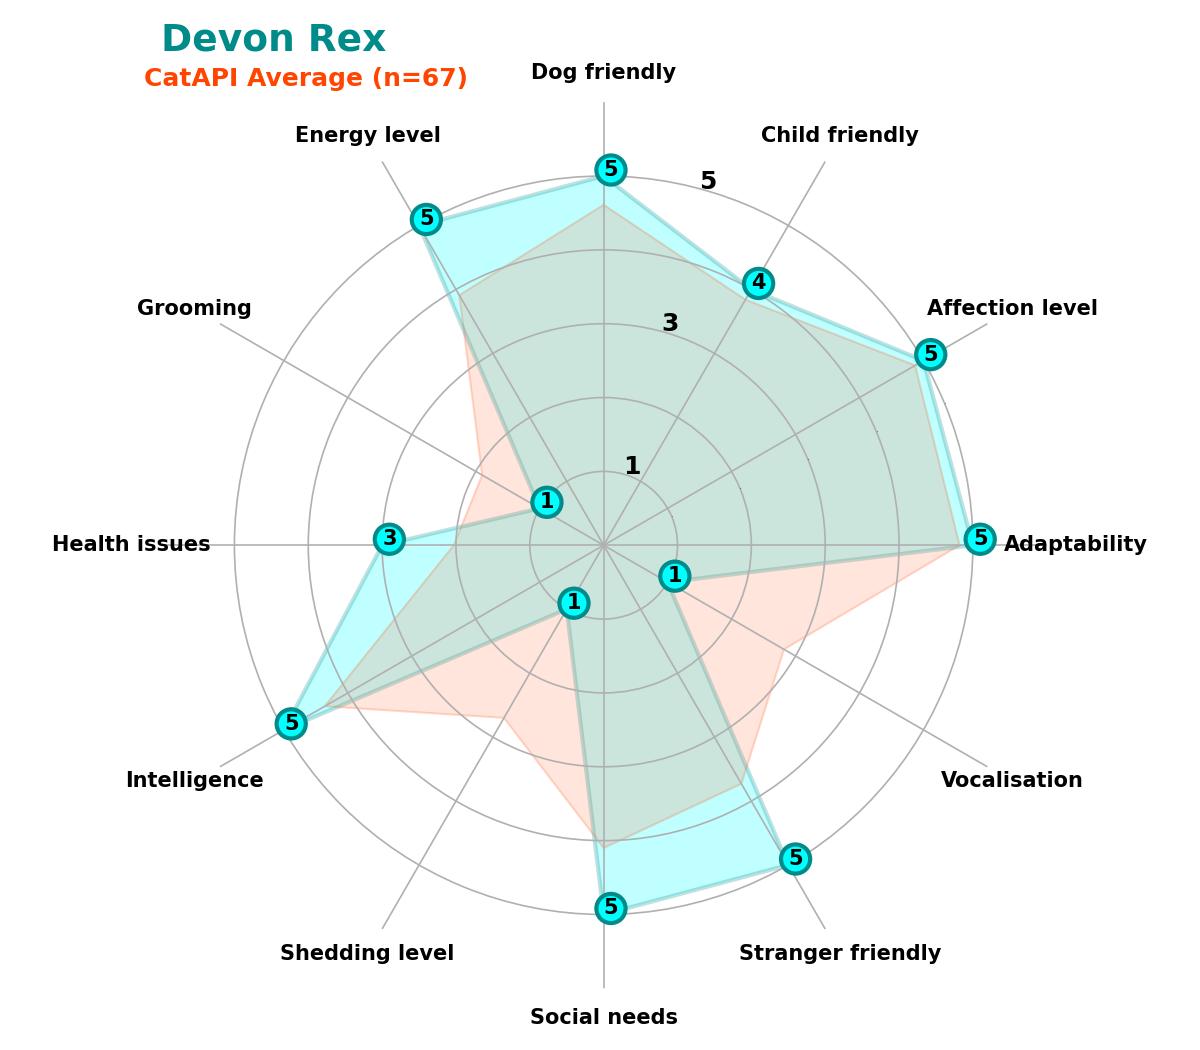 Devon Rex
CatAPI Average (n=67)
Dog friendly
Energy level
Child friendly
5
5
5
4
Grooming
Affection level
3
5
1
1
Health issues
3
5
Adaptability
1
1
5
Intelligence
Vocalisation
5
5
Shedding level
Stranger friendly
Social needs